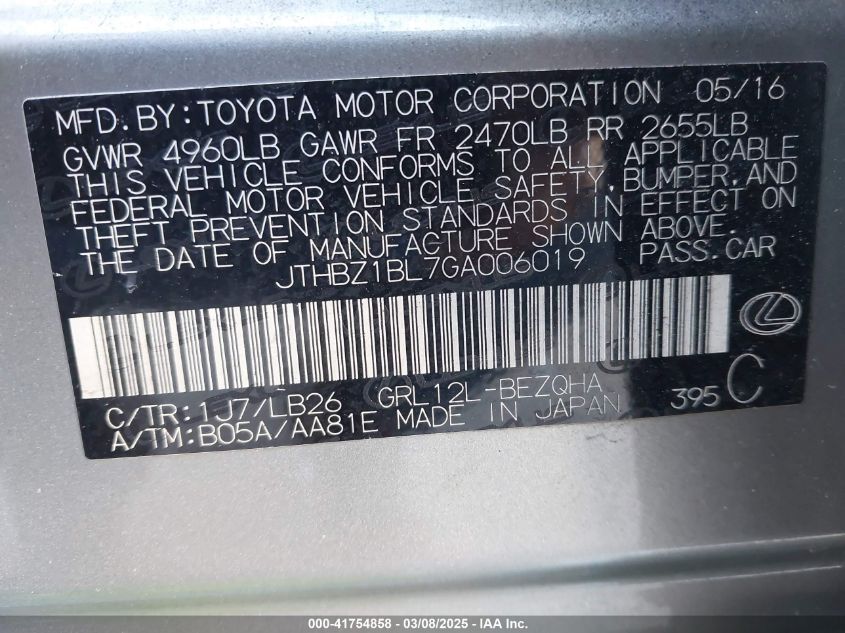 MFD.BY:TOYOTA MOTOR CORPORATION 05/16
GVWR 4960LB GAWR FR 2470LB RR 2655LB
THIS VEHICLE CONFORMS TO ALL APPLICABLE
FEDERAL MOTOR VEHICLE SAFETY,BUMPER,AND
THEFT PREVENTION STANDARDS IN EFFECT ON
THE DATE OF MANUFACTURE SHOWN ABOVE.
JTHBZ1BL7GA006019 PASS.CAR
C/TR:1J7/LB26 GRL12L-BEZQHA
A/TM:B05A/AA81E MADE IN JAPAN 395 C
000-41754858 - 03/08/2025 - IAA Inc.